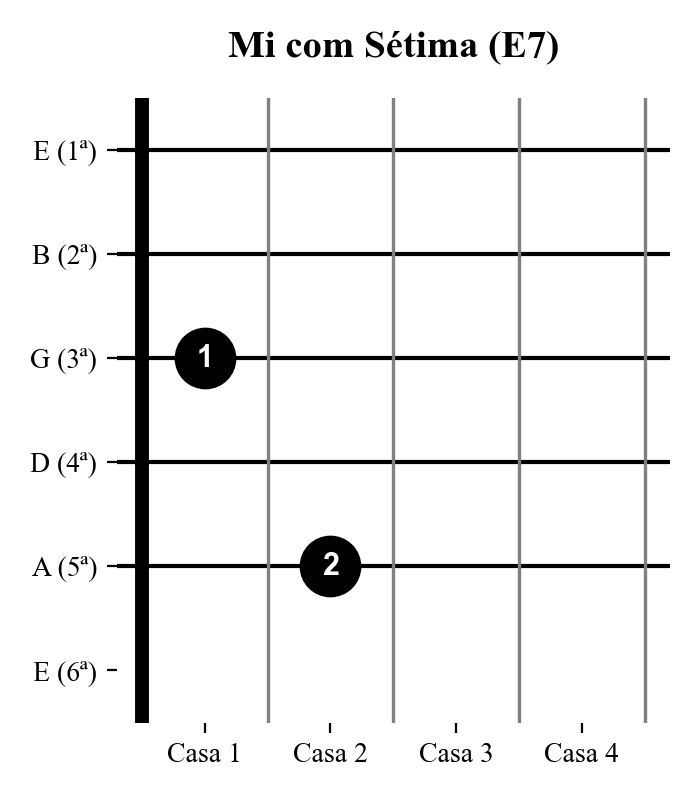 Mi com Sétima (E7)
E (1ª)
B (2ª)
G (3ª)
1
D (4ª)
A (5ª)
2
E (6ª)
Casa 1 Casa 2 Casa 3 Casa 4